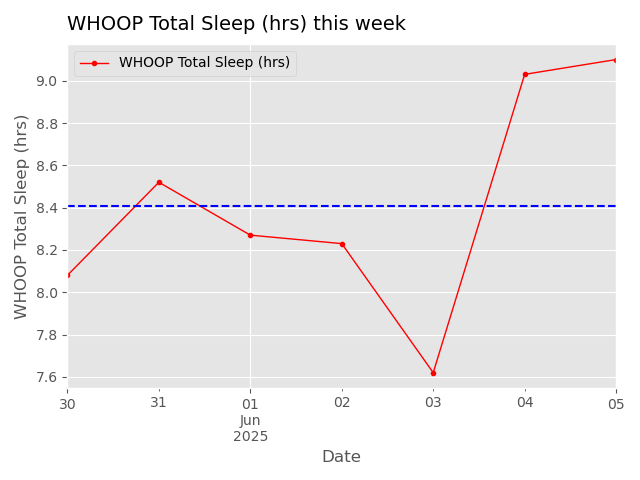 WHOOP Total Sleep (hrs) this week
WHOOP Total Sleep (hrs)
WHOOP Total Sleep (hrs)
9.0
8.8
8.6
8.4
8.2
8.0
7.8
7.6
30 31 01 02 03 04 05
Jun
2025
Date